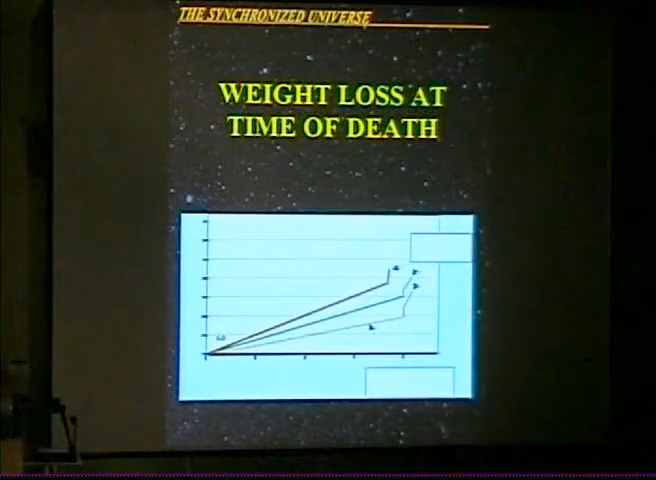 THE SYNCHRONIZED UNIVERSE
WEIGHT LOSS AT
TIME OF DEATH